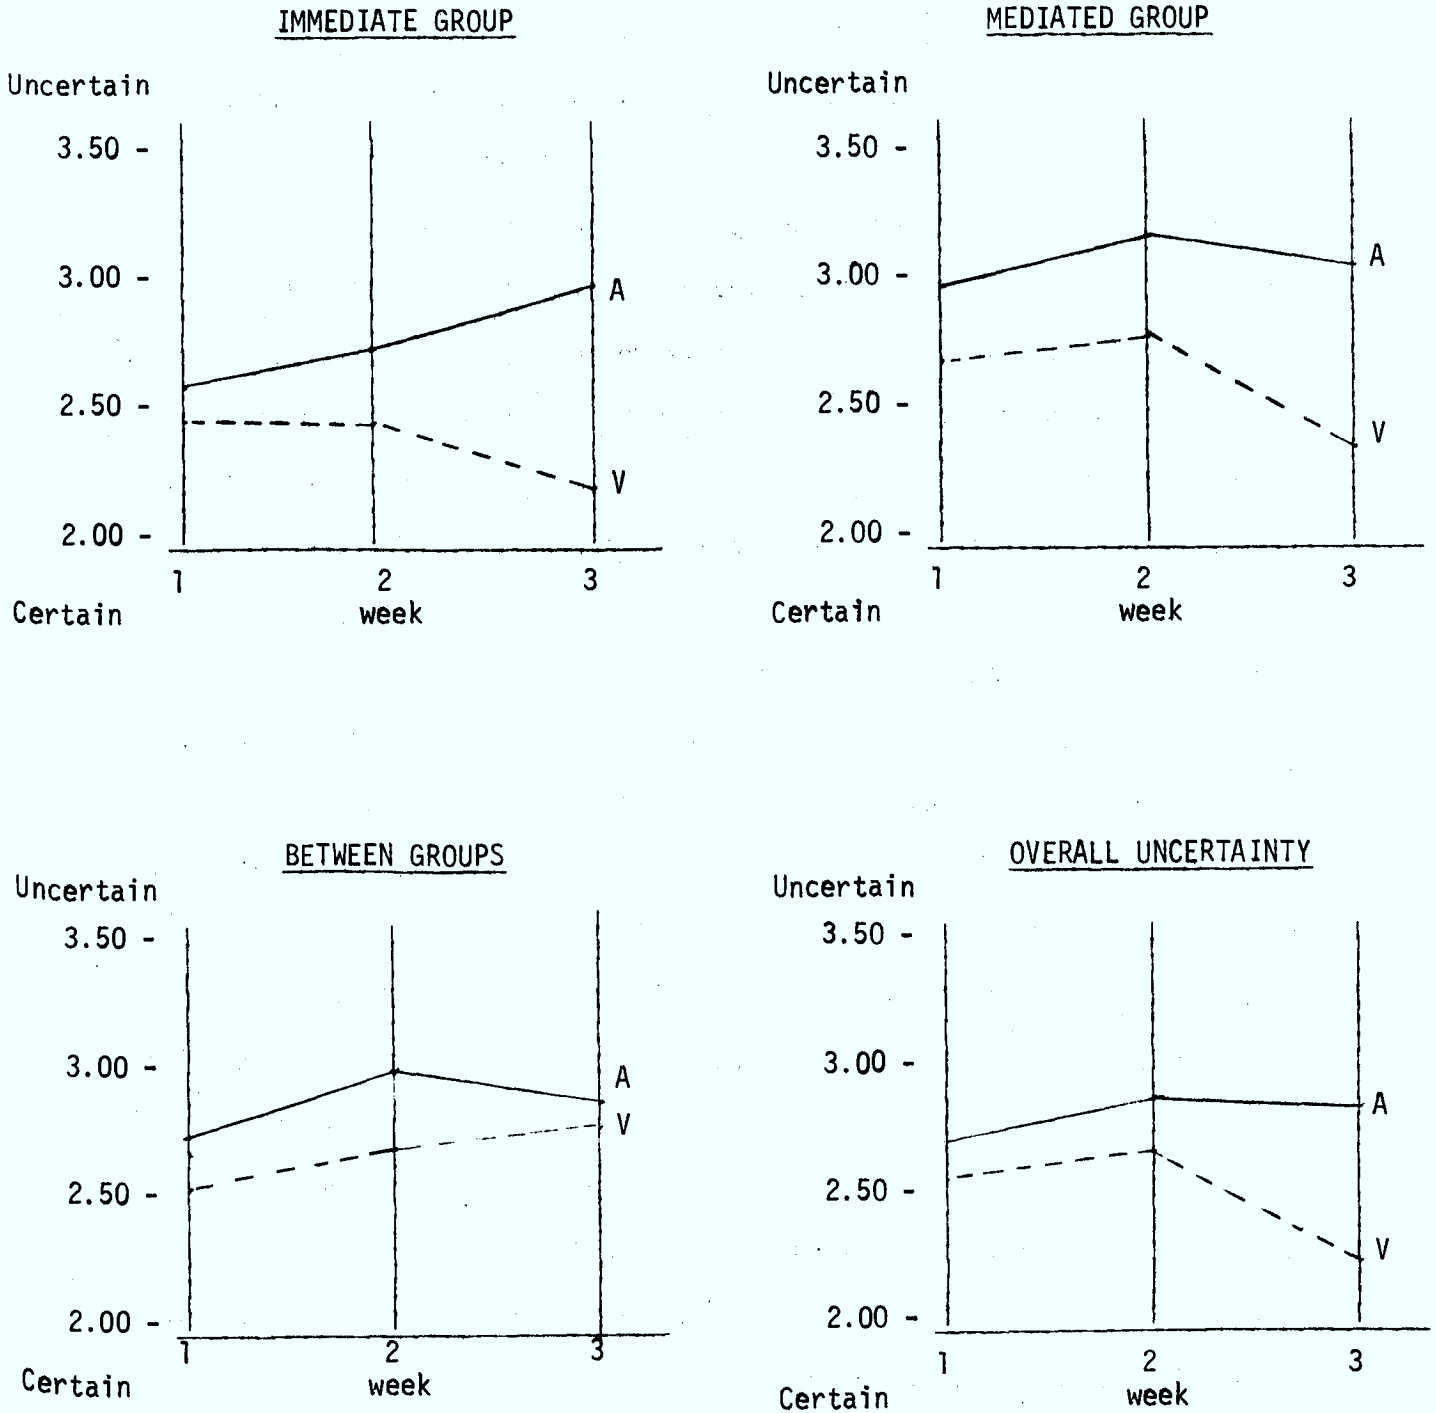 IMMEDIATE GROUP
Uncertain
3.50 -
3.00 -
A
2.50 -
V
2.00 -
1 2 3
Certain week
MEDIATED GROUP
Uncertain
3.50 -
3.00 -
A
2.50 -
V
2.00 -
1 2 3
Certain week
BETWEEN GROUPS
Uncertain
3.50 -
3.00 -
A
V
2.50 -
2.00 -
1 2 3
Certain week
OVERALL UNCERTAINTY
Uncertain
3.50 -
3.00 -
A
2.50 -
V
2.00 -
1 2 3
Certain week